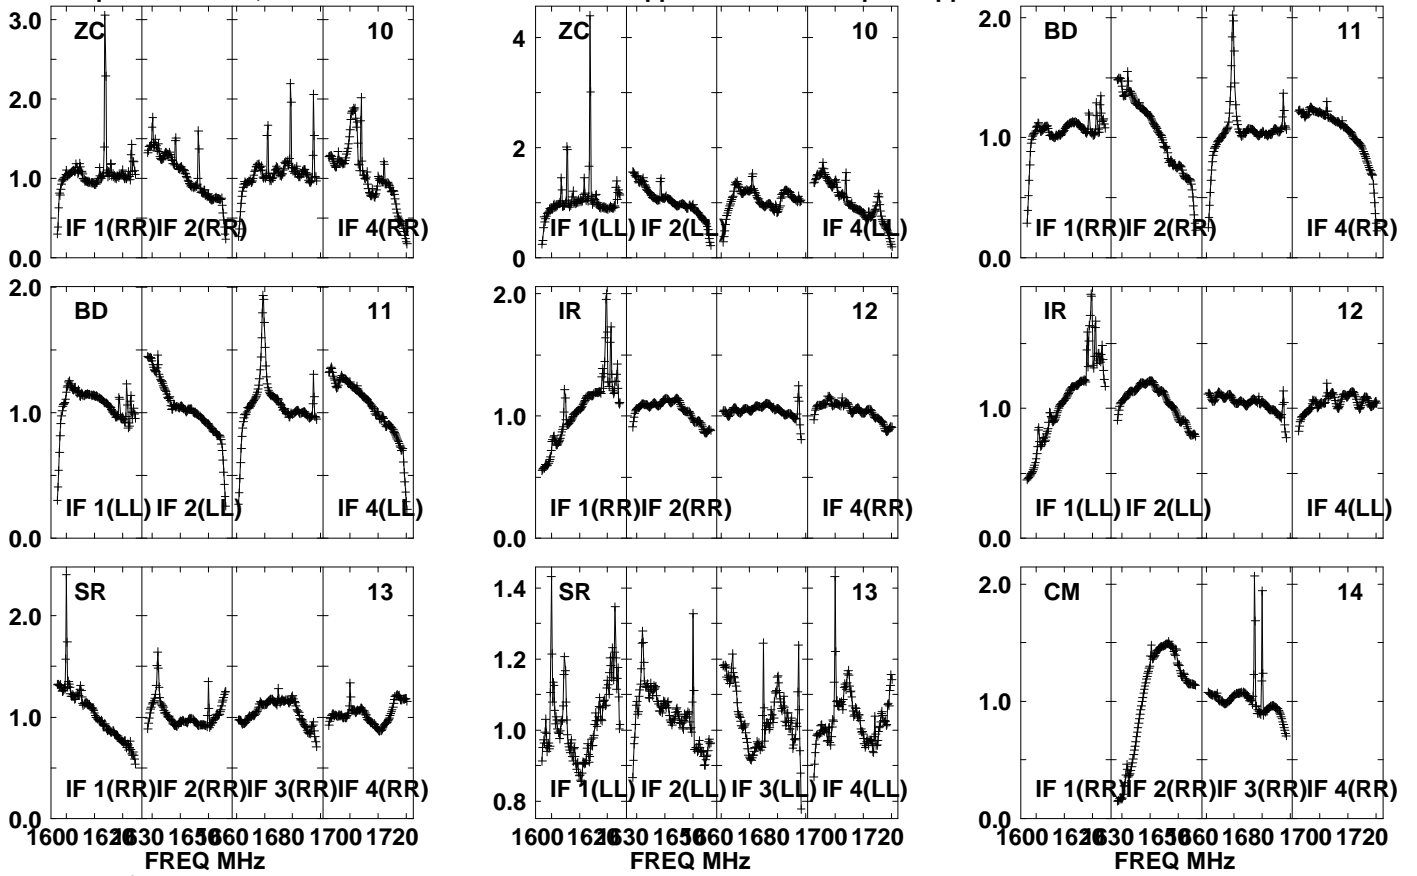 3.0 ZC 10
2.0
1.0
0.0 IF 1(RR) IF 2(RR) IF 4(RR)
4 ZC 10
2
0 IF 1(LL) IF 2(LL) IF 4(LL)
2.0 BD 11
1.0
0.0 IF 1(RR) IF 2(RR) IF 4(RR)
2.0 BD 11
1.0
0.0 IF 1(LL) IF 2(LL) IF 4(LL)
2.0 IR 12
1.0
0.0 IF 1(RR) IF 2(RR) IF 4(RR)
IR 12
1.0
0.0 IF 1(LL) IF 2(LL) IF 4(LL)
SR 13
2.0
1.0
0.0 IF 1(RR) IF 2(RR) IF 3(RR) IF 4(RR)
1600 1620 1630 1650 1660 1680 1700 1720
FREQ MHz
1.4 SR 13
1.2
1.0
0.8 IF 1(LL) IF 2(LL) IF 3(LL) IF 4(LL)
1600 1620 1630 1650 1660 1680 1700 1720
FREQ MHz
2.0 CM 14
1.0
0.0 IF 1(RR) IF 2(RR) IF 3(RR) IF 4(RR)
1600 1620 1630 1650 1660 1680 1700 1720
FREQ MHz